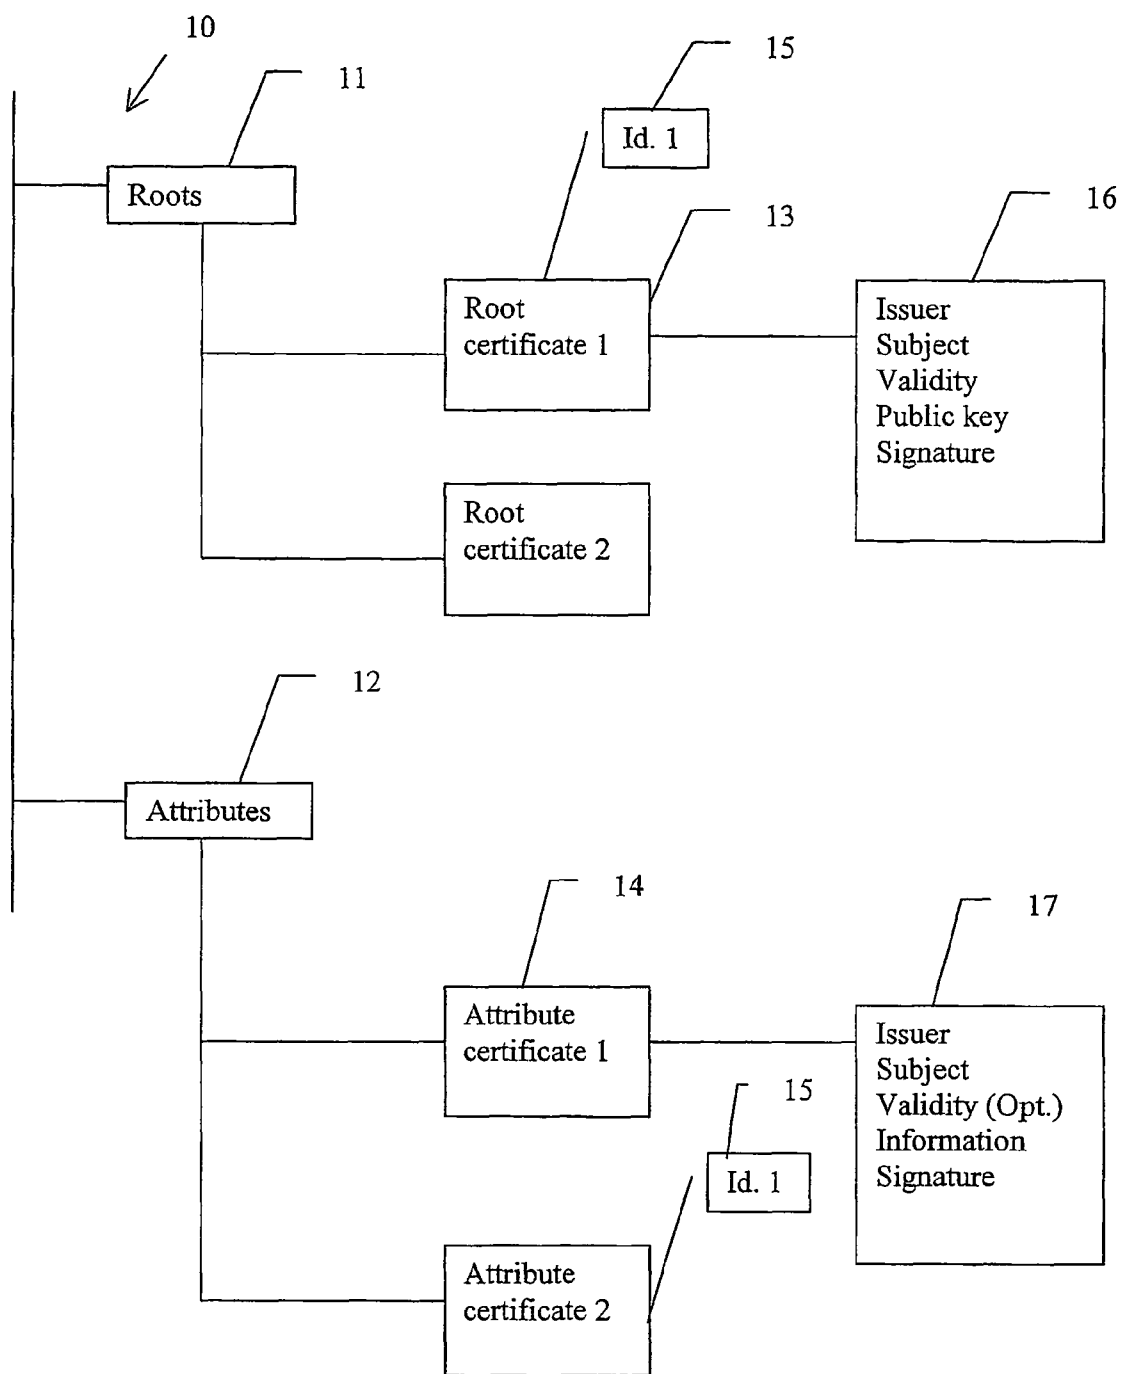 10
15
11
Id. 1
Roots
13
16
Root
certificate 1
Issuer
Subject
Validity
Public key
Signature
Root
certificate 2
12
Attributes
14
17
Attribute
certificate 1
Issuer
Subject
Validity (Opt.)
Information
Signature
15
Id. 1
Attribute
certificate 2